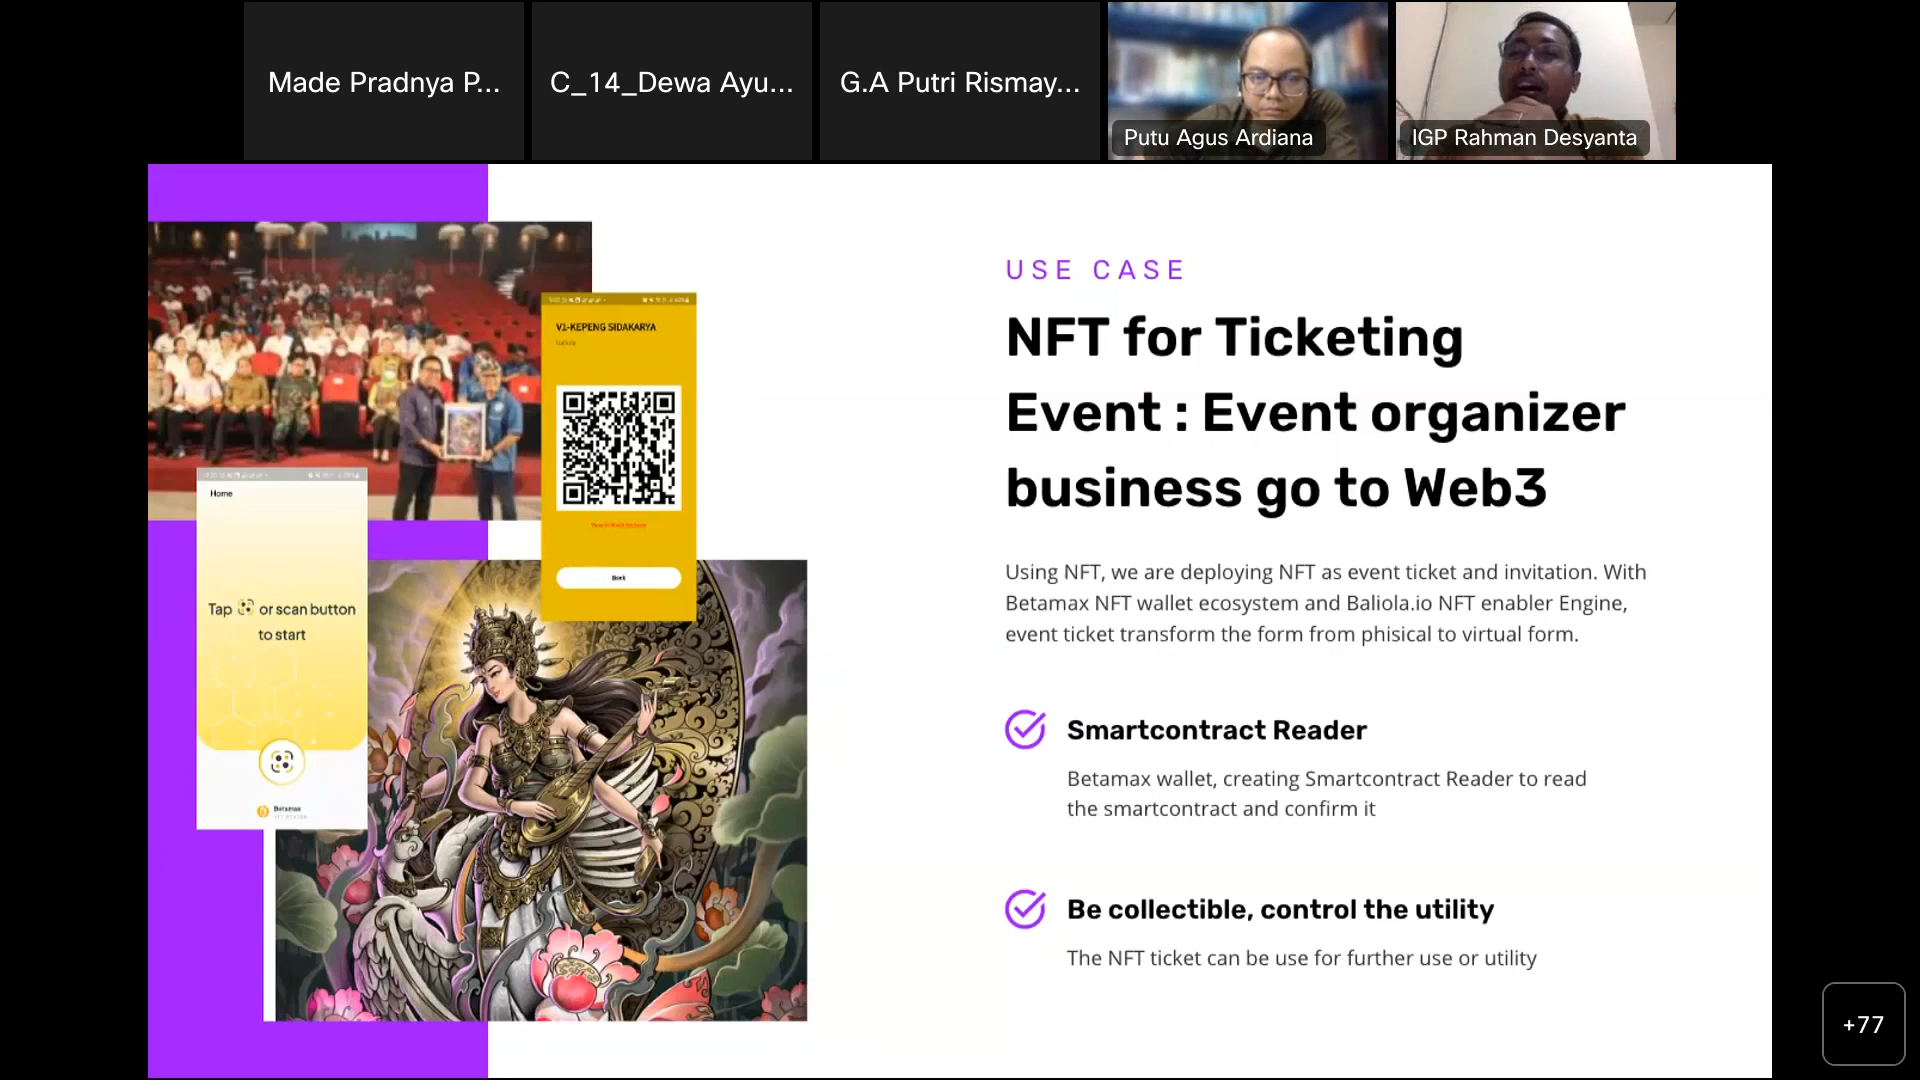 Made Pradnya P...
C_14_Dewa Ayu...
G.A Putri Rismay...
Putu Agus Ardiana
IGP Rahman Desyanta
USE CASE
NFT for Ticketing
Event : Event organizer
business go to Web3
Using NFT, we are deploying NFT as event ticket and invitation. With
Betamax NFT wallet ecosystem and Baliola.io NFT enabler Engine,
event ticket transform the form from phisical to virtual form.
Smartcontract Reader
Betamax wallet, creating Smartcontract Reader to read
the smartcontract and confirm it
Be collectible, control the utility
The NFT ticket can be use for further use or utility
V1-KEPENG SIDAKARYA
Back
Home
Tap or scan button
to start
Betamax
+77